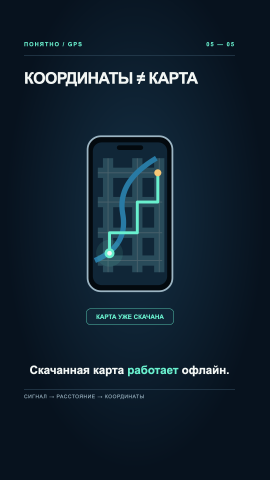 ПОНЯТНО / GPS
05 — 05
КООРДИНАТЫ ≠ КАРТА
КАРТА УЖЕ СКАЧАНА
Скачанная карта работает офлайн.
СИГНАЛ → РАССТОЯНИЕ → КООРДИНАТЫ